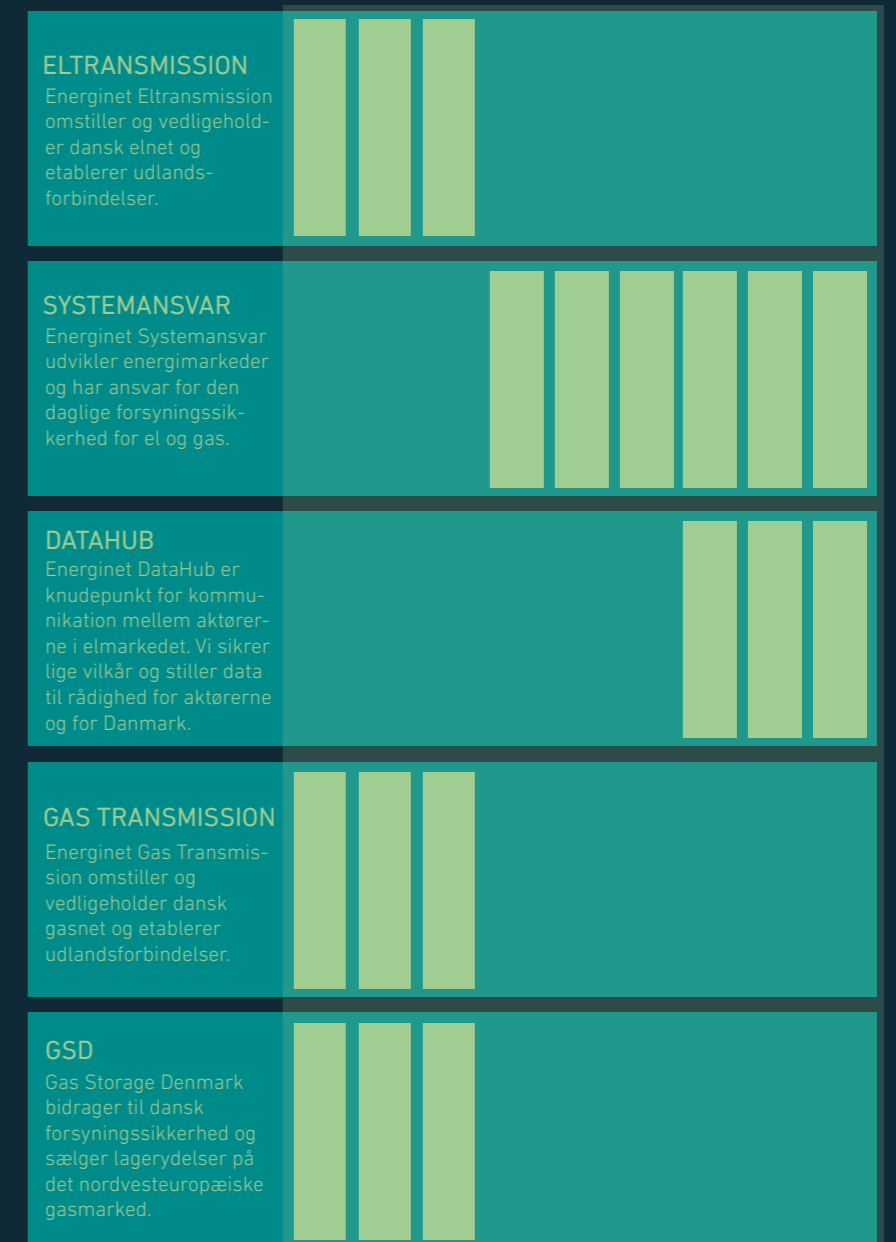 ELTRANSMISSION
Energinet Eltransmission
omstiller og vedligehold-
er dansk elnet og
etablerer udlands-
forbindelser.
SYSTEMANSVAR
Energinet Systemansvar
udvikler energimarkeder
og har ansvar for den
daglige forsyningssik-
kerhed for el og gas.
DATAHUB
Energinet DataHub er
knudepunkt for kommu-
nikation mellem aktører-
ne i elmarkedet. Vi sikrer
lige vilkår og stiller data
til rådighed for aktørerne
og for Danmark.
GAS TRANSMISSION
Energinet Gas Transmis-
sion omstiller og
vedligeholder dansk
gasnet og etablerer
udlandsforbindelser.
GSD
Gas Storage Denmark
bidrager til dansk
forsyningssikkerhed og
sælger lagerydelser på
det nordvesteuropæiske
gasmarked.